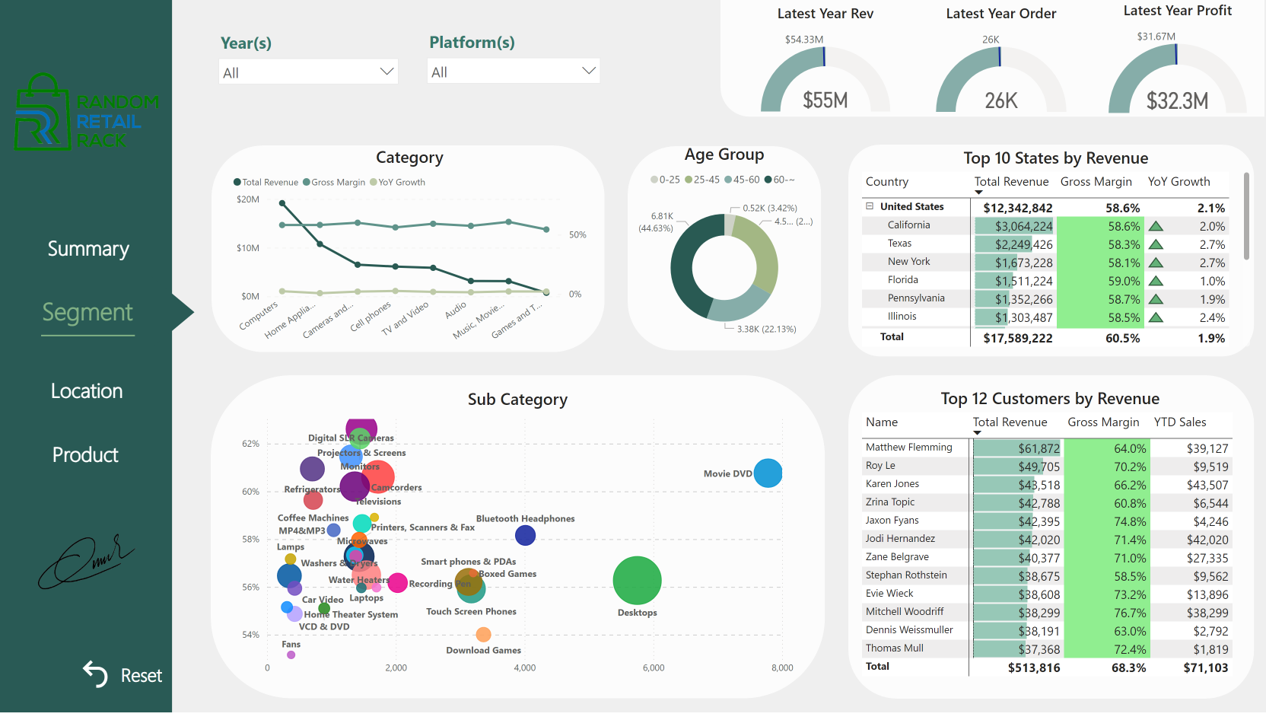 RANDOM
RETAIL
RACK
Summary
Segment
Location
Product
Reset
Year(s)
All
Platform(s)
All
Latest Year Rev
$54.33M
$55M
Latest Year Order
26K
26K
Latest Year Profit
$31.67M
$32.3M
Category
Total Revenue Gross Margin YoY Growth
$20M
$10M
$0M
50%
0%
Computers
Home Applia...
Cameras and...
Cell phones
TV and Video
Audio
Music, Movie...
Games and T...
Age Group
0-25 25-45 45-60 60-~
0.52K (3.42%)
4.5... (2...)
3.38K (22.13%)
6.81K
(44.63%)
Top 10 States by Revenue
Country Total Revenue Gross Margin YoY Growth
United States $12,342,842 58.6% 2.1%
California $3,064,224 58.6% 2.0%
Texas $2,249,426 58.3% 2.7%
New York $1,673,228 58.1% 2.7%
Florida $1,511,224 59.0% 1.0%
Pennsylvania $1,352,266 58.7% 1.9%
Illinois $1,303,487 58.5% 2.4%
Total $17,589,222 60.5% 1.9%
Sub Category
62%
60%
58%
56%
54%
0 2,000 4,000 6,000 8,000
Digital SLR Cameras
Projectors & Screens
Monitors
Movie DVD
Refrigerators
Camcorders
Televisions
Coffee Machines
Bluetooth Headphones
MP4&MP3
Printers, Scanners & Fax
Microwaves
Lamps
Washers & Dryers
Smart phones & PDAs
Boxed Games
Water Heaters
Recording Pen
Laptops
Car Video
Touch Screen Phones
Desktops
Home Theater System
VCD & DVD
Fans
Download Games
Top 12 Customers by Revenue
Name Total Revenue Gross Margin YTD Sales
Matthew Flemming $61,872 64.0% $39,127
Roy Le $49,705 70.2% $9,519
Karen Jones $43,518 66.2% $43,507
Zrina Topic $42,788 60.8% $6,544
Jaxon Fyans $42,395 74.8% $4,246
Jodi Hernandez $42,020 71.4% $42,020
Zane Belgrave $40,377 71.0% $27,335
Stephan Rothstein $38,675 58.5% $9,562
Evie Wieck $38,608 73.2% $13,896
Mitchell Woodriff $38,299 76.7% $38,299
Dennis Weissmuller $38,191 63.0% $2,792
Thomas Mull $37,368 72.4% $1,819
Total $513,816 68.3% $71,103